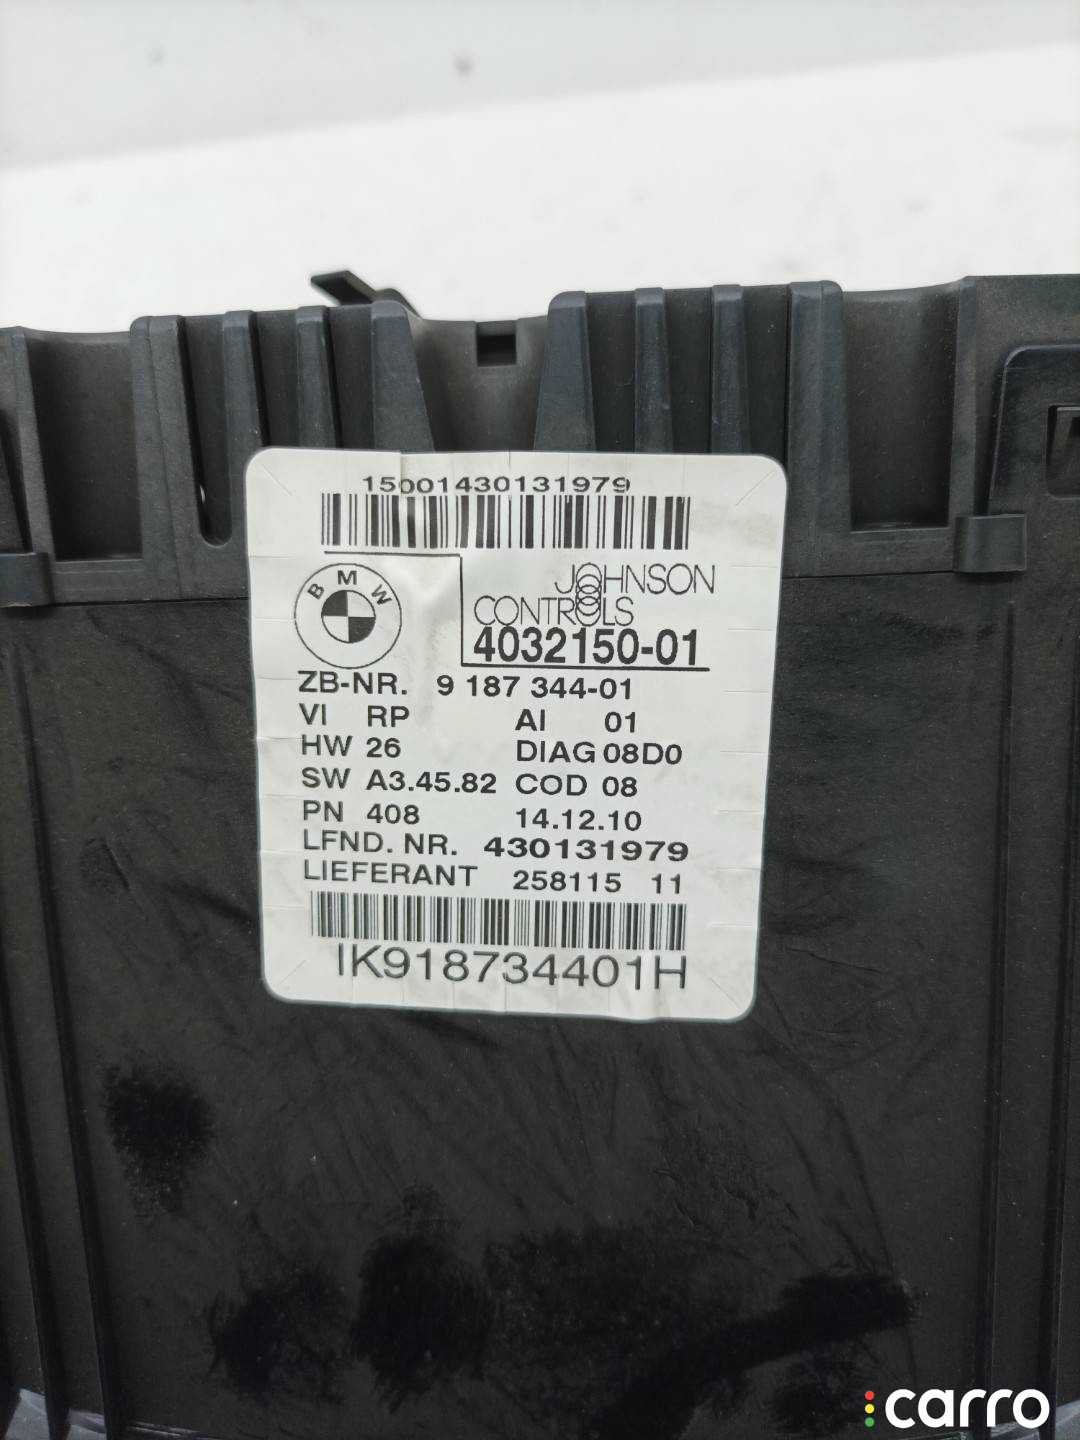 15001430131979
BMW
JOHNSON
CONTROLS
4032150-01
ZB-NR. 9 187 344-01
VI RP AI 01
HW 26 DIAG 08D0
SW A3.45.82 COD 08
PN 408 14.12.10
LFND. NR. 430131979
LIEFERANT 258115 11
IK918734401H
carro